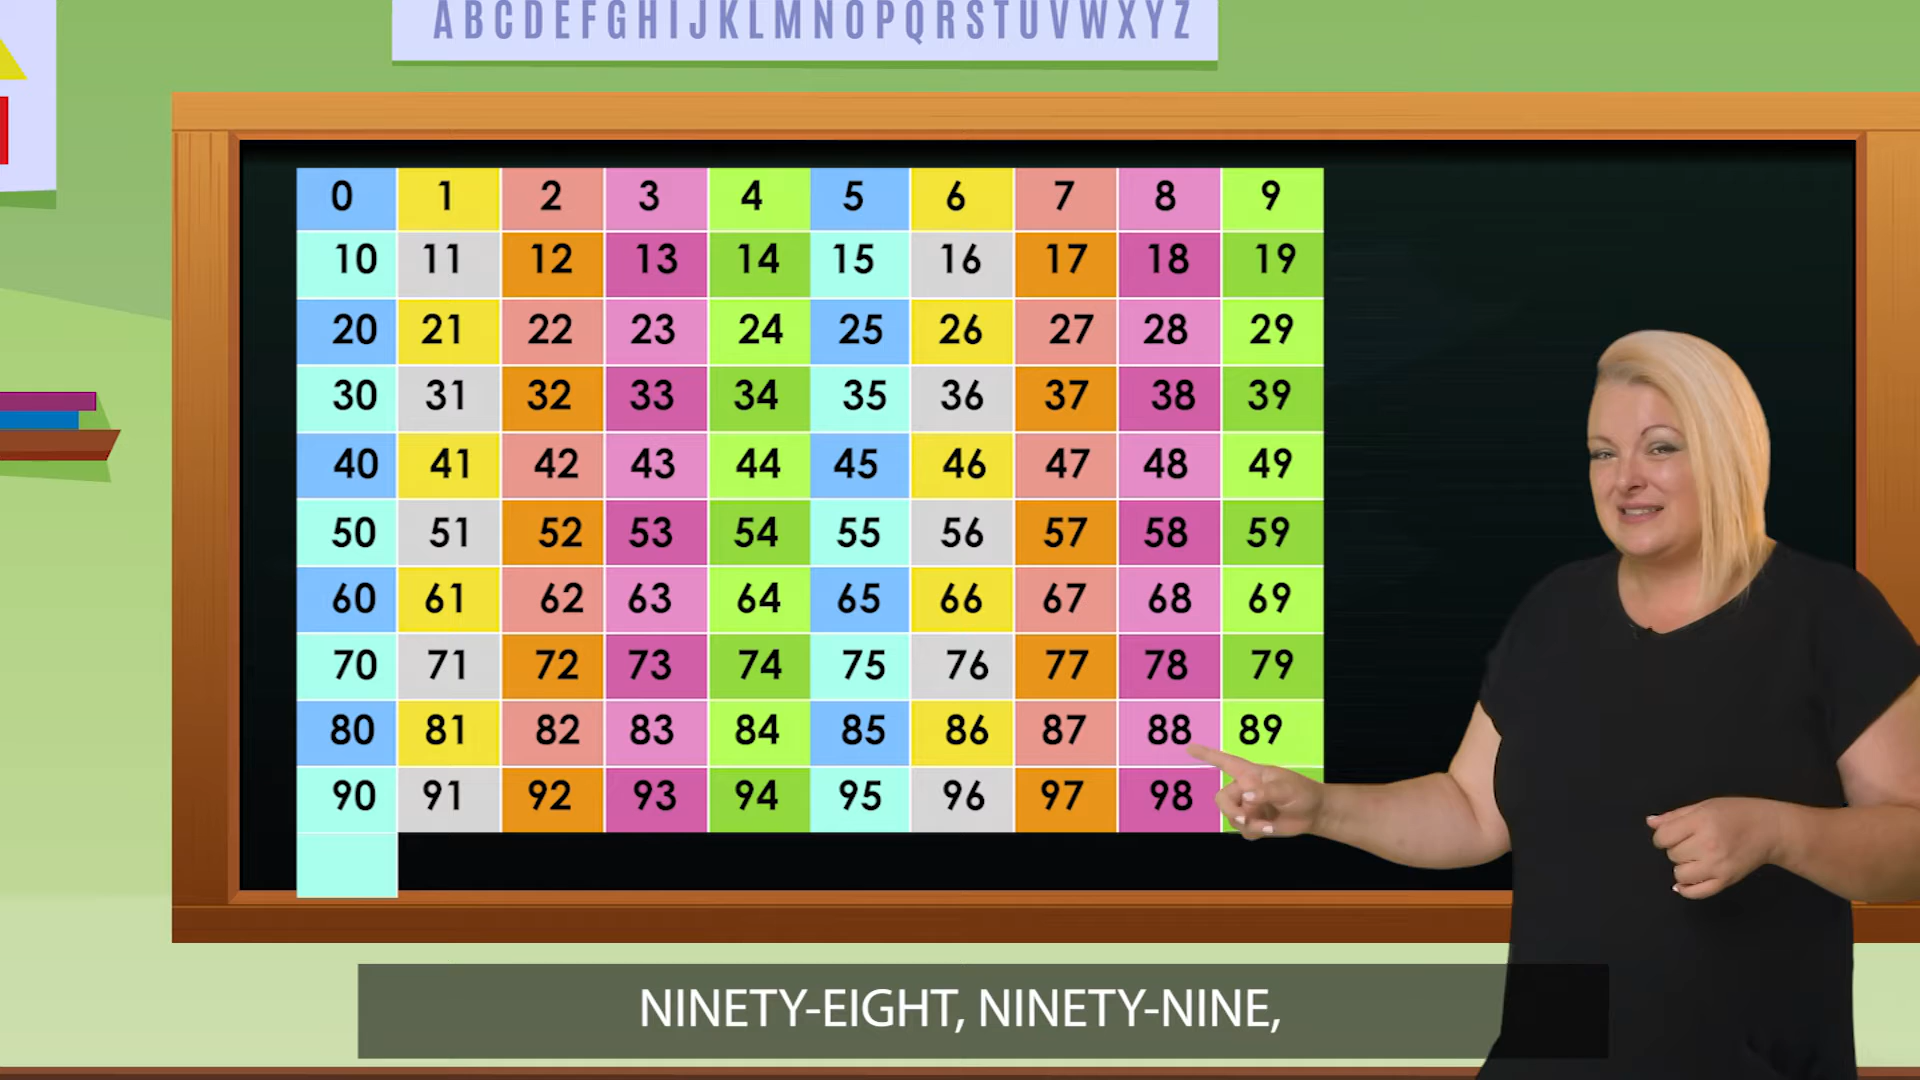 ABCDEFGHIJKLMNOPQRSTUVWXYZ
0 1 2 3 4 5 6 7 8 9
10 11 12 13 14 15 16 17 18 19
20 21 22 23 24 25 26 27 28 29
30 31 32 33 34 35 36 37 38 39
40 41 42 43 44 45 46 47 48 49
50 51 52 53 54 55 56 57 58 59
60 61 62 63 64 65 66 67 68 69
70 71 72 73 74 75 76 77 78 79
80 81 82 83 84 85 86 87 88 89
90 91 92 93 94 95 96 97 98
NINETY-EIGHT, NINETY-NINE,